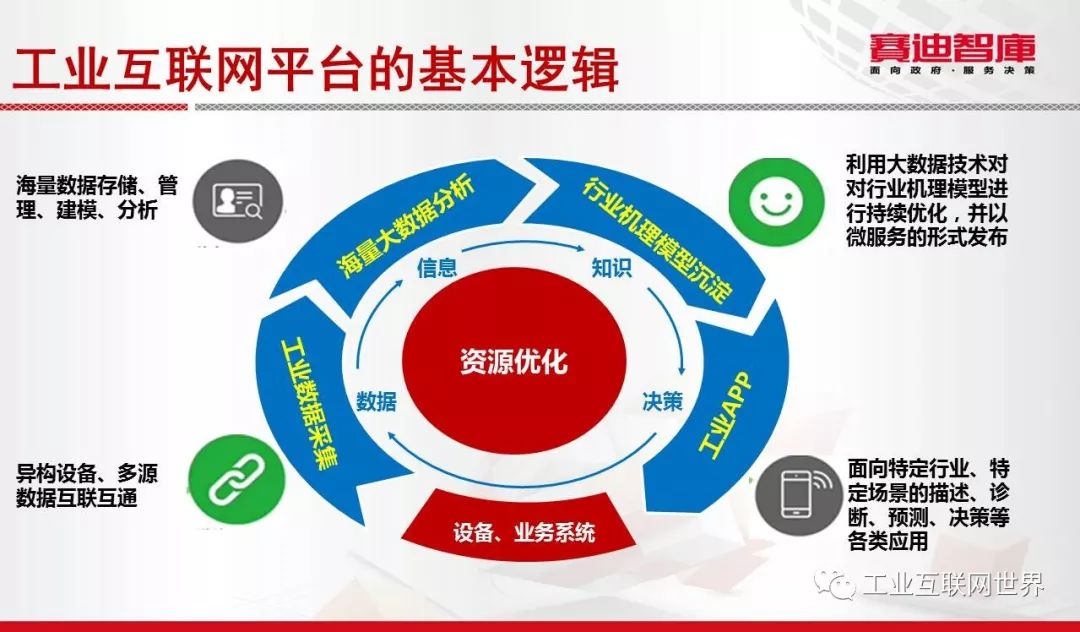 工业互联网平台的基本逻辑
赛迪智庫
面向政府·服务决策
海量数据存储、管
理、建模、分析
利用大数据技术对
对行业机理模型进
行持续优化，并以
微服务的形式发布
海量大数据分析
行业机理模型沉淀
信息
知识
资源优化
工业数据采集
数据
决策
工业APP
异构设备、多源
数据互联互通
设备、业务系统
面向特定行业、特
定场景的描述、诊
断、预测、决策等
各类应用
工业互联网世界